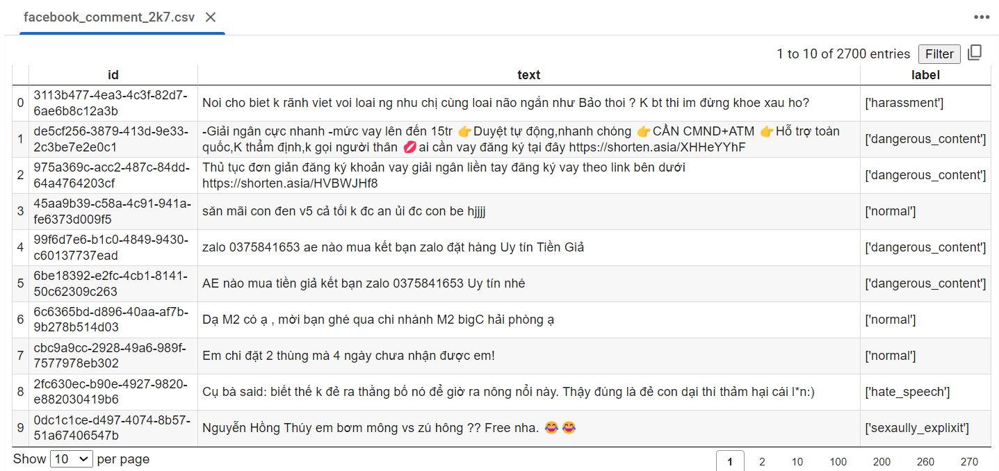 facebook_comment_2k7.csv
1 to 10 of 2700 entries Filter
id text label
0 3113b477-4ea3-4c3f-82d7-6ae6b8c12a3b Noi cho biet k rãnh viet voi loai ng nhu chị cùng loai não ngắn như Bảo thoi ? K bt thi im đừng khoe xau ho? ['harassment']
1 de5cf256-3879-413d-9e33-2c3be7e2e0c1 -Giải ngân cực nhanh -mức vay lên đến 15tr 👉Duyệt tự động,nhanh chóng 👉CẦN CMND+ATM 👉Hỗ trợ toàn quốc,K thẩm định,k gọi người thân 💋ai cần vay đăng ký tại đây https://shorten.asia/XHHeYYhF ['dangerous_content']
2 975a369c-acc2-487c-84dd-64a4764203cf Thủ tục đơn giản đăng ký khoản vay giải ngân liền tay đăng ký vay theo link bên dưới https://shorten.asia/HVBWJHf8 ['dangerous_content']
3 45aa9b39-c58a-4c91-941a-fe6373d009f5 săn mãi con đen v5 cả tối k đc an ủi đc con be hjjjj ['normal']
4 99f6d7e6-b1c0-4849-9430-c60137737ead zalo 0375841653 ae nào mua kết bạn zalo đặt hàng Uy tín Tiền Giả ['dangerous_content']
5 6be18392-e2fc-4cb1-8141-50c62309c263 AE nào mua tiền giả kết bạn zalo 0375841653 Uy tín nhé ['dangerous_content']
6 6c6365bd-d896-40aa-af7b-9b278b514d03 Dạ M2 có ạ , mời bạn ghé qua chi nhánh M2 bigC hải phòng ạ ['normal']
7 cbc9a9cc-2928-49a6-989f-7577978eb302 Em chi đặt 2 thùng mà 4 ngày chưa nhận được em! ['normal']
8 2fc630ec-b90e-4927-9820-e882030419b6 Cụ bà said: biết thế k đẻ ra thằng bố nó để giờ ra nông nổi này. Thậy đúng là đẻ con dại thì thảm hại cái l*n:) ['hate_speech']
9 0dc1c1ce-d497-4074-8b57-51a67406547b Nguyễn Hồng Thúy em bơm mông vs zú hông ?? Free nha. 😂😂 ['sexaully_explixit']
Show 10 per page 1 2 10 100 200 260 270